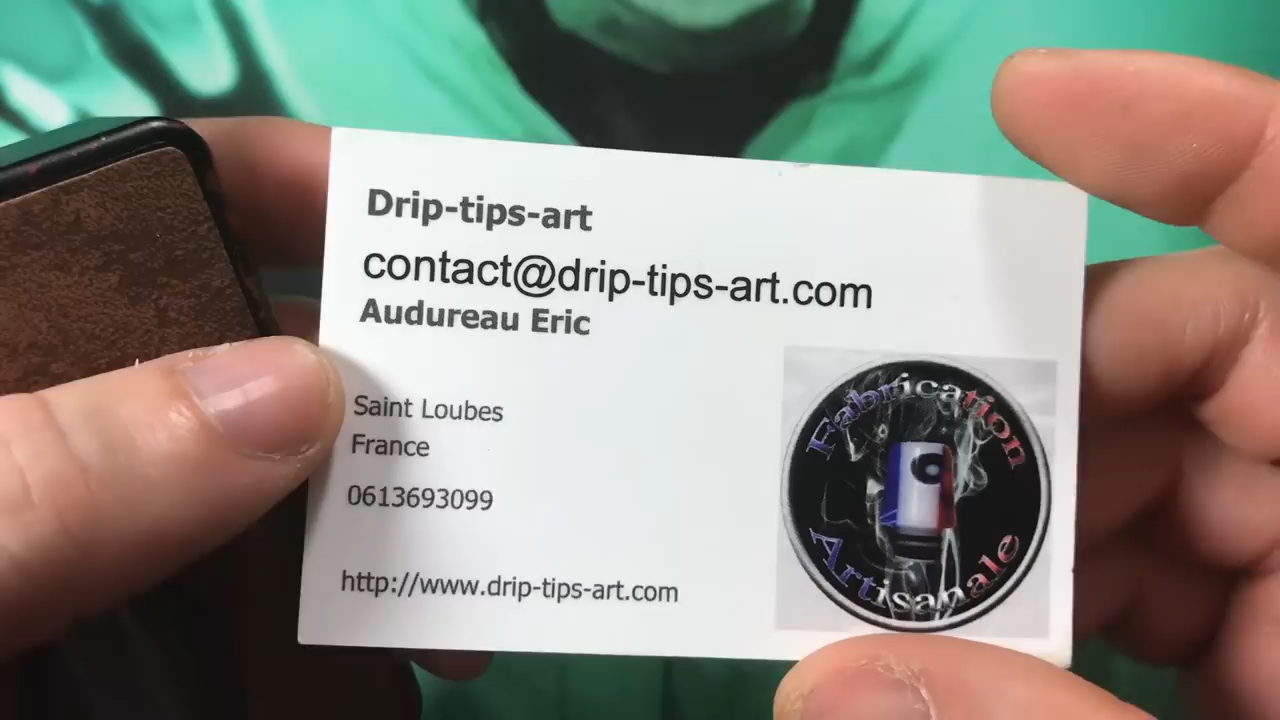 Drip-tips-art
contact@drip-tips-art.com
Audureau Eric
Saint Loubes
France
0613693099
http://www.drip-tips-art.com
Fabrication
Artisanale